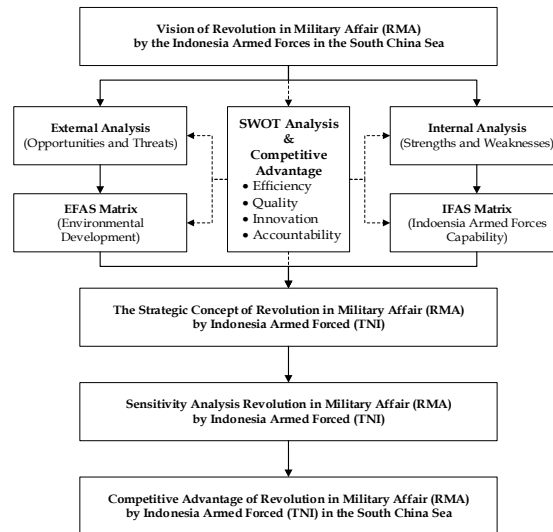 Vision of Revolution in Military Affair (RMA)
by the Indonesia Armed Forces in the South China Sea
External Analysis
(Opportunities and Threats)
SWOT Analysis
&
Competitive
Advantage
• Efficiency
• Quality
• Innovation
• Accountability
Internal Analysis
(Strengths and Weaknesses)
EFAS Matrix
(Environmental
Development)
IFAS Matrix
(Indoensia Armed Forces
Capability)
The Strategic Concept of Revolution in Military Affair (RMA)
by Indonesia Armed Forced (TNI)
Sensitivity Analysis Revolution in Military Affair (RMA)
by Indonesia Armed Forced (TNI)
Competitive Advantage of Revolution in Military Affair (RMA)
by Indonesia Armed Forced (TNI) in the South China Sea